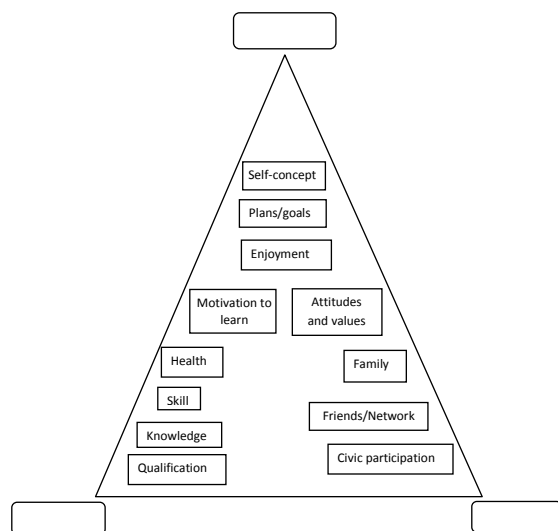 Self-concept
Plans/goals
Enjoyment
Motivation to
learn
Attitudes
and values
Health
Family
Skill
Friends/Network
Knowledge
Civic participation
Qualification